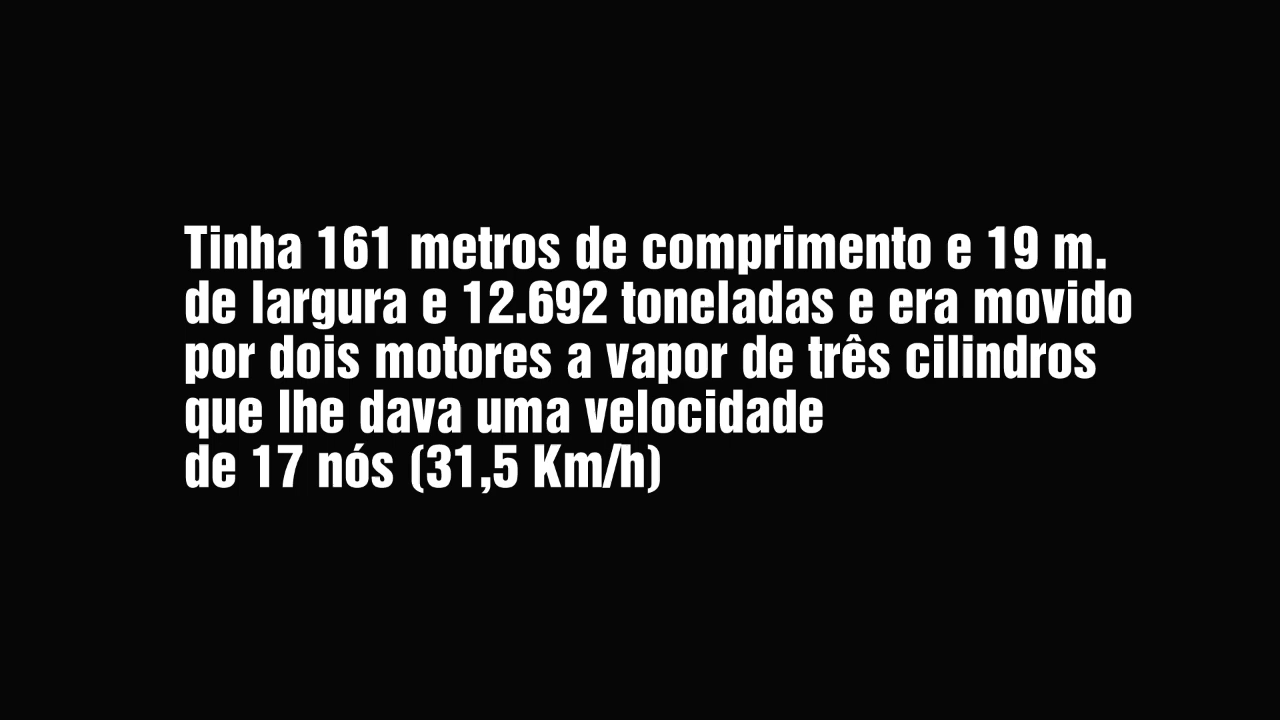 Tinha 161 metros de comprimento e 19 m.
de largura e 12.692 toneladas e era movido
por dois motores a vapor de três cilindros
que lhe dava uma velocidade
de 17 nós (31,5 Km/h)